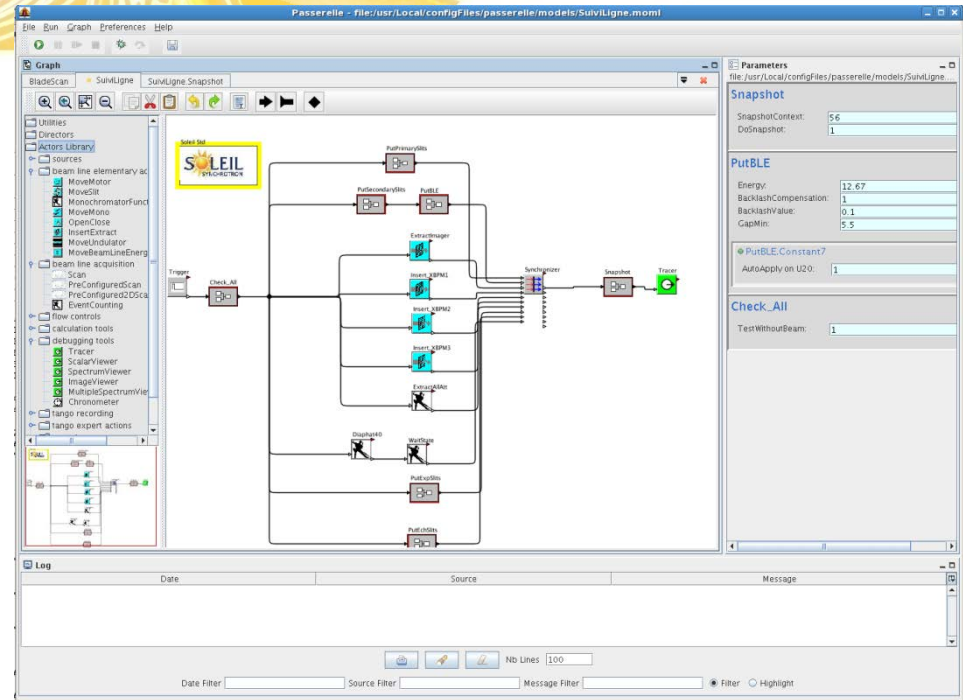 Passerelle - file:/usr/Local/configFiles/passerelle/models/SuiviLigne.moml
File Run Graph Preferences Help
Graph
BladeScan
SuiviLigne
SuiviLigne.Snapshot
Utilities
Directors
Actors Library
sources
beam line elementary ac
MoveMotor
MoveSlit
MonochromatorFunct
MoveMono
OpenClose
InsertExtract
MoveUndulator
MoveBeamLineEnerg
beam line acquisition
Scan
PreConfiguredScan
PreConfigured2DSca
EventCounting
flow controls
calculation tools
debugging tools
Tracer
ScalarViewer
SpectrumViewer
ImageViewer
MultipleSpectrumVie
Chronometer
tango recording
tango expert actions
Soleil Std
SOLEIL
SYNCHROTRON
PutPrimarySlits
PutSecondarySlits
PutBLE
ExtractImager
Trigger
Check_All
Insert_XBPM1
Synchronizer
Snapshot
Tracer
Insert_XBPM2
Insert_XBPM3
ExtractAllAtt
Diaphat40
WaitState
PutExpSlits
PutEchSlits
Parameters
file:/usr/Local/configFiles/passerelle/models/SuiviLigne....
Snapshot
SnapshotContext: 56
DoSnapshot: 1
PutBLE
Energy: 12.67
BacklashCompensation: 1
BacklashValue: 0.1
GapMin: 5.5
PutBLE.Constant7
AutoApply on U20: 1
Check_All
TestWithoutBeam: 1
Log
Date Source Message
Nb Lines 100
Date Filter Source Filter Message Filter Filter Highlight